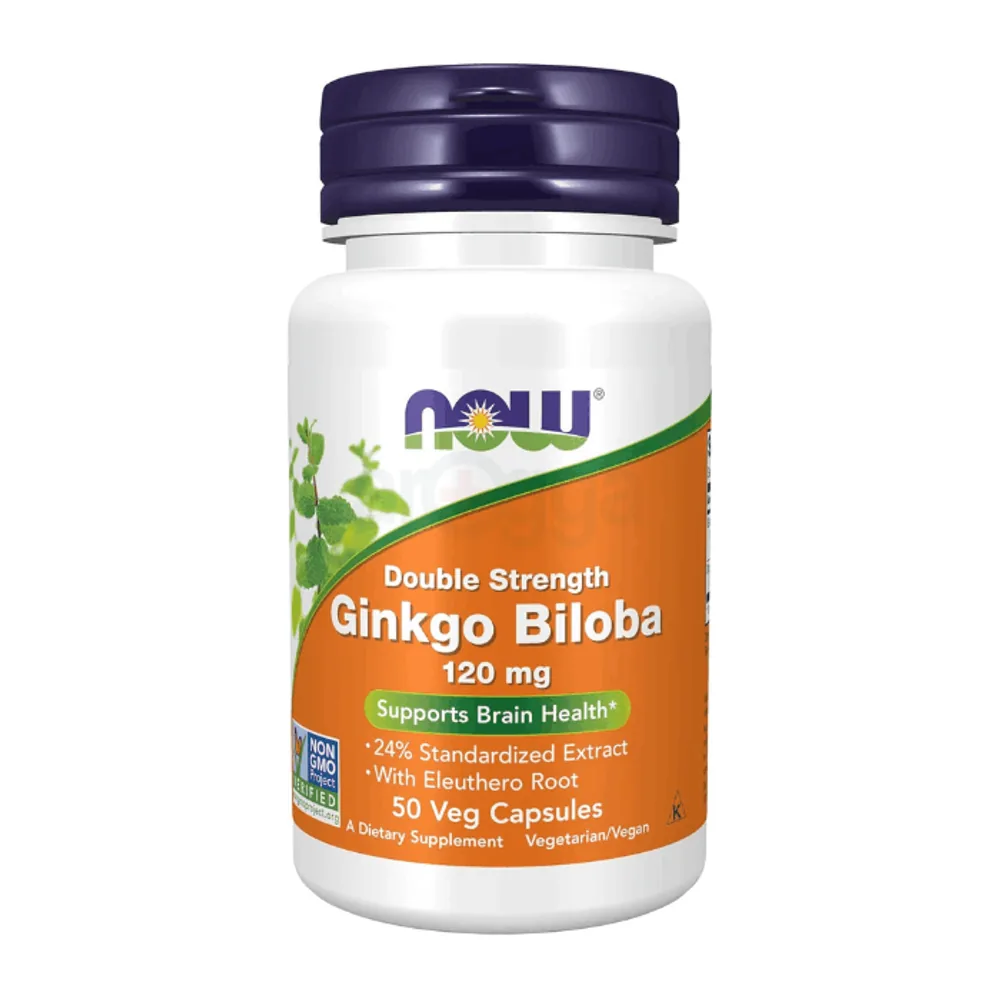 now®
Double Strength
Ginkgo Biloba
120 mg
Supports Brain Health*
•24% Standardized Extract
•With Eleuthero Root
50 Veg Capsules
A Dietary Supplement Vegetarian/Vegan
NON
GMO
Project
VERIFIED
K